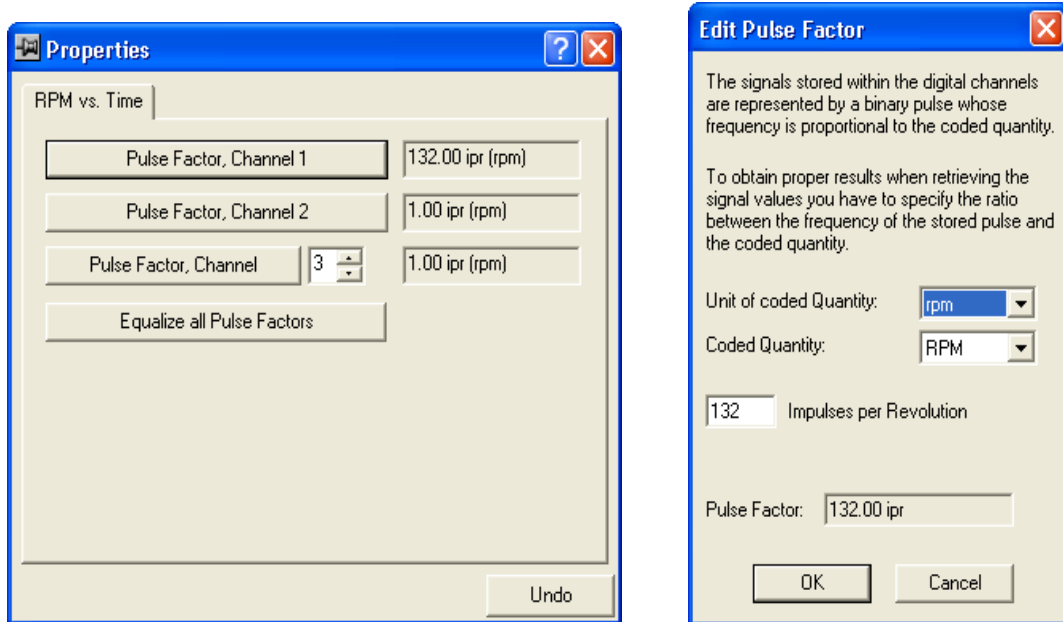 Properties
RPM vs. Time
Pulse Factor, Channel 1
132.00 ipr (rpm)
Pulse Factor, Channel 2
1.00 ipr (rpm)
Pulse Factor, Channel
3
1.00 ipr (rpm)
Equalize all Pulse Factors
Undo
Edit Pulse Factor
The signals stored within the digital channels
are represented by a binary pulse whose
frequency is proportional to the coded quantity.
To obtain proper results when retrieving the
signal values you have to specify the ratio
between the frequency of the stored pulse and
the coded quantity.
Unit of coded Quantity:
rpm
Coded Quantity:
RPM
132 Impulses per Revolution
Pulse Factor:
132.00 ipr
OK
Cancel